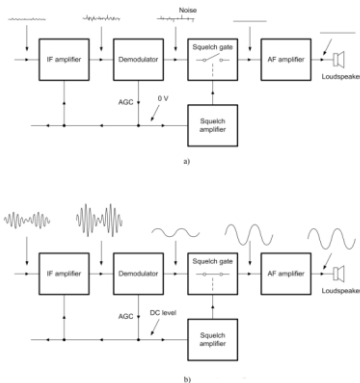 Noise
IF amplifier
Demodulator
Squelch gate
AF amplifier
Loudspeaker
AGC
0 V
Squelch
amplifier
a)
Squelch gate
IF amplifier
Demodulator
AF amplifier
Loudspeaker
AGC
DC level
Squelch
amplifier
b)